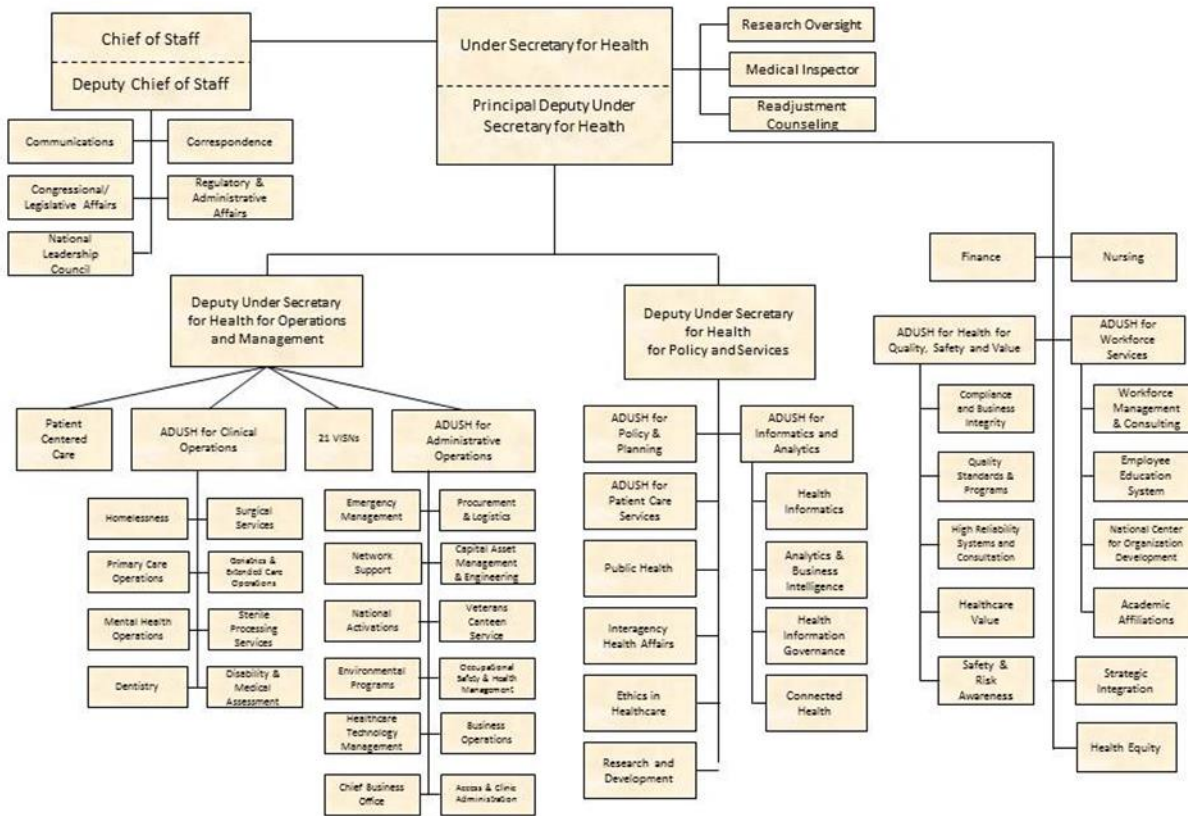 Chief of Staff
Deputy Chief of Staff
Under Secretary for Health
Principal Deputy Under
Secretary for Health
Research Oversight
Medical Inspector
Readjustment
Counseling
Communications
Correspondence
Congressional/
Legislative Affairs
Regulatory &
Administrative
Affairs
National
Leadership
Council
Finance
Nursing
Deputy Under Secretary
for Health for Operations
and Management
Deputy Under Secretary
for Health
for Policy and Services
ADUSH for Health for
Quality, Safety and Value
ADUSH for
Workforce
Services
Patient
Centered
Care
ADUSH for Clinical
Operations
21 VISNs
ADUSH for
Administrative
Operations
Homelessness
Surgical
Services
Primary Care
Operations
Geriatrics &
Extended Care
Operations
Mental Health
Operations
Sterile
Processing
Services
Dentistry
Disability &
Medical
Assessment
Emergency
Management
Procurement
& Logistics
Network
Support
Capital Asset
Management
& Engineering
National
Activations
Veterans
Canteen
Service
Environmental
Programs
Occupational
Safety & Health
Management
Healthcare
Technology
Management
Business
Operations
Chief Business
Office
Access & Clinic
Administration
ADUSH for
Policy &
Planning
ADUSH for
Informatics and
Analytics
ADUSH for
Patient Care
Services
Public Health
Interagency
Health Affairs
Ethics in
Healthcare
Research and
Development
Health
Informatics
Analytics &
Business
Intelligence
Health
Information
Governance
Connected
Health
Compliance
and Business
Integrity
Quality
Standards &
Programs
High Reliability
Systems and
Consultation
Healthcare
Value
Safety &
Risk
Awareness
Workforce
Management
& Consulting
Employee
Education
System
National Center
for Organization
Development
Academic
Affiliations
Strategic
Integration
Health Equity